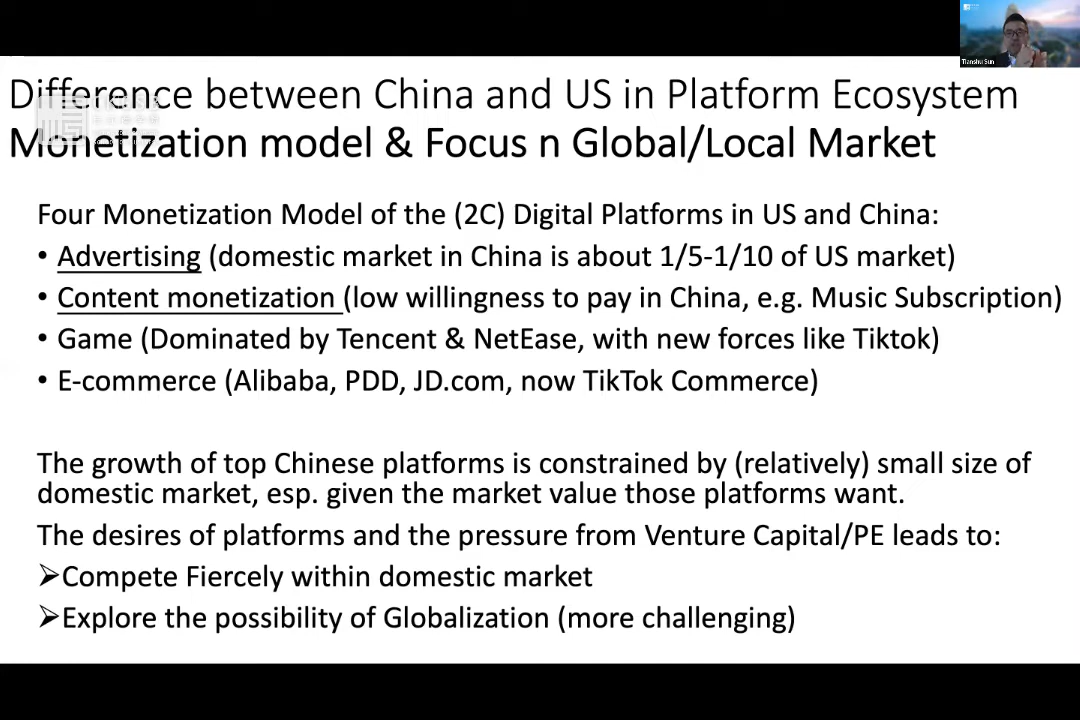 Tianshu Sun
Difference between China and US in Platform Ecosystem
Monetization model & Focus n Global/Local Market
Four Monetization Model of the (2C) Digital Platforms in US and China:
• Advertising (domestic market in China is about 1/5-1/10 of US market)
• Content monetization (low willingness to pay in China, e.g. Music Subscription)
• Game (Dominated by Tencent & NetEase, with new forces like Tiktok)
• E-commerce (Alibaba, PDD, JD.com, now TikTok Commerce)
The growth of top Chinese platforms is constrained by (relatively) small size of
domestic market, esp. given the market value those platforms want.
The desires of platforms and the pressure from Venture Capital/PE leads to:
➢Compete Fiercely within domestic market
➢Explore the possibility of Globalization (more challenging)